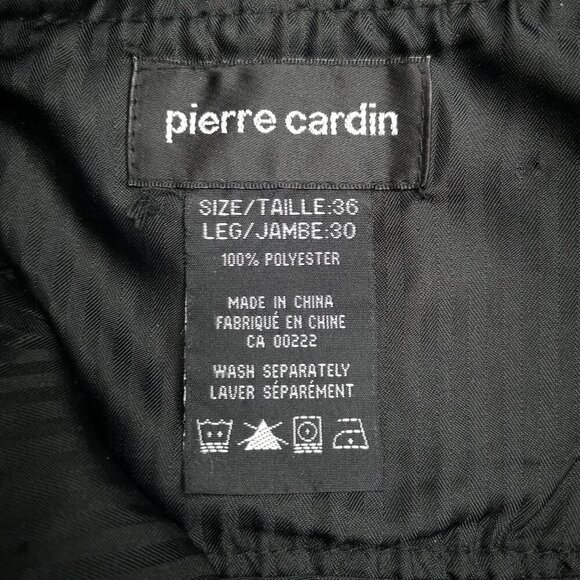 pierre cardin
SIZE/TAILLE:36
LEG/JAMBE:30
100% POLYESTER
MADE IN CHINA
FABRIQUÉ EN CHINE
CA 00222
WASH SEPARATELY
LAVER SÉPARÉMENT